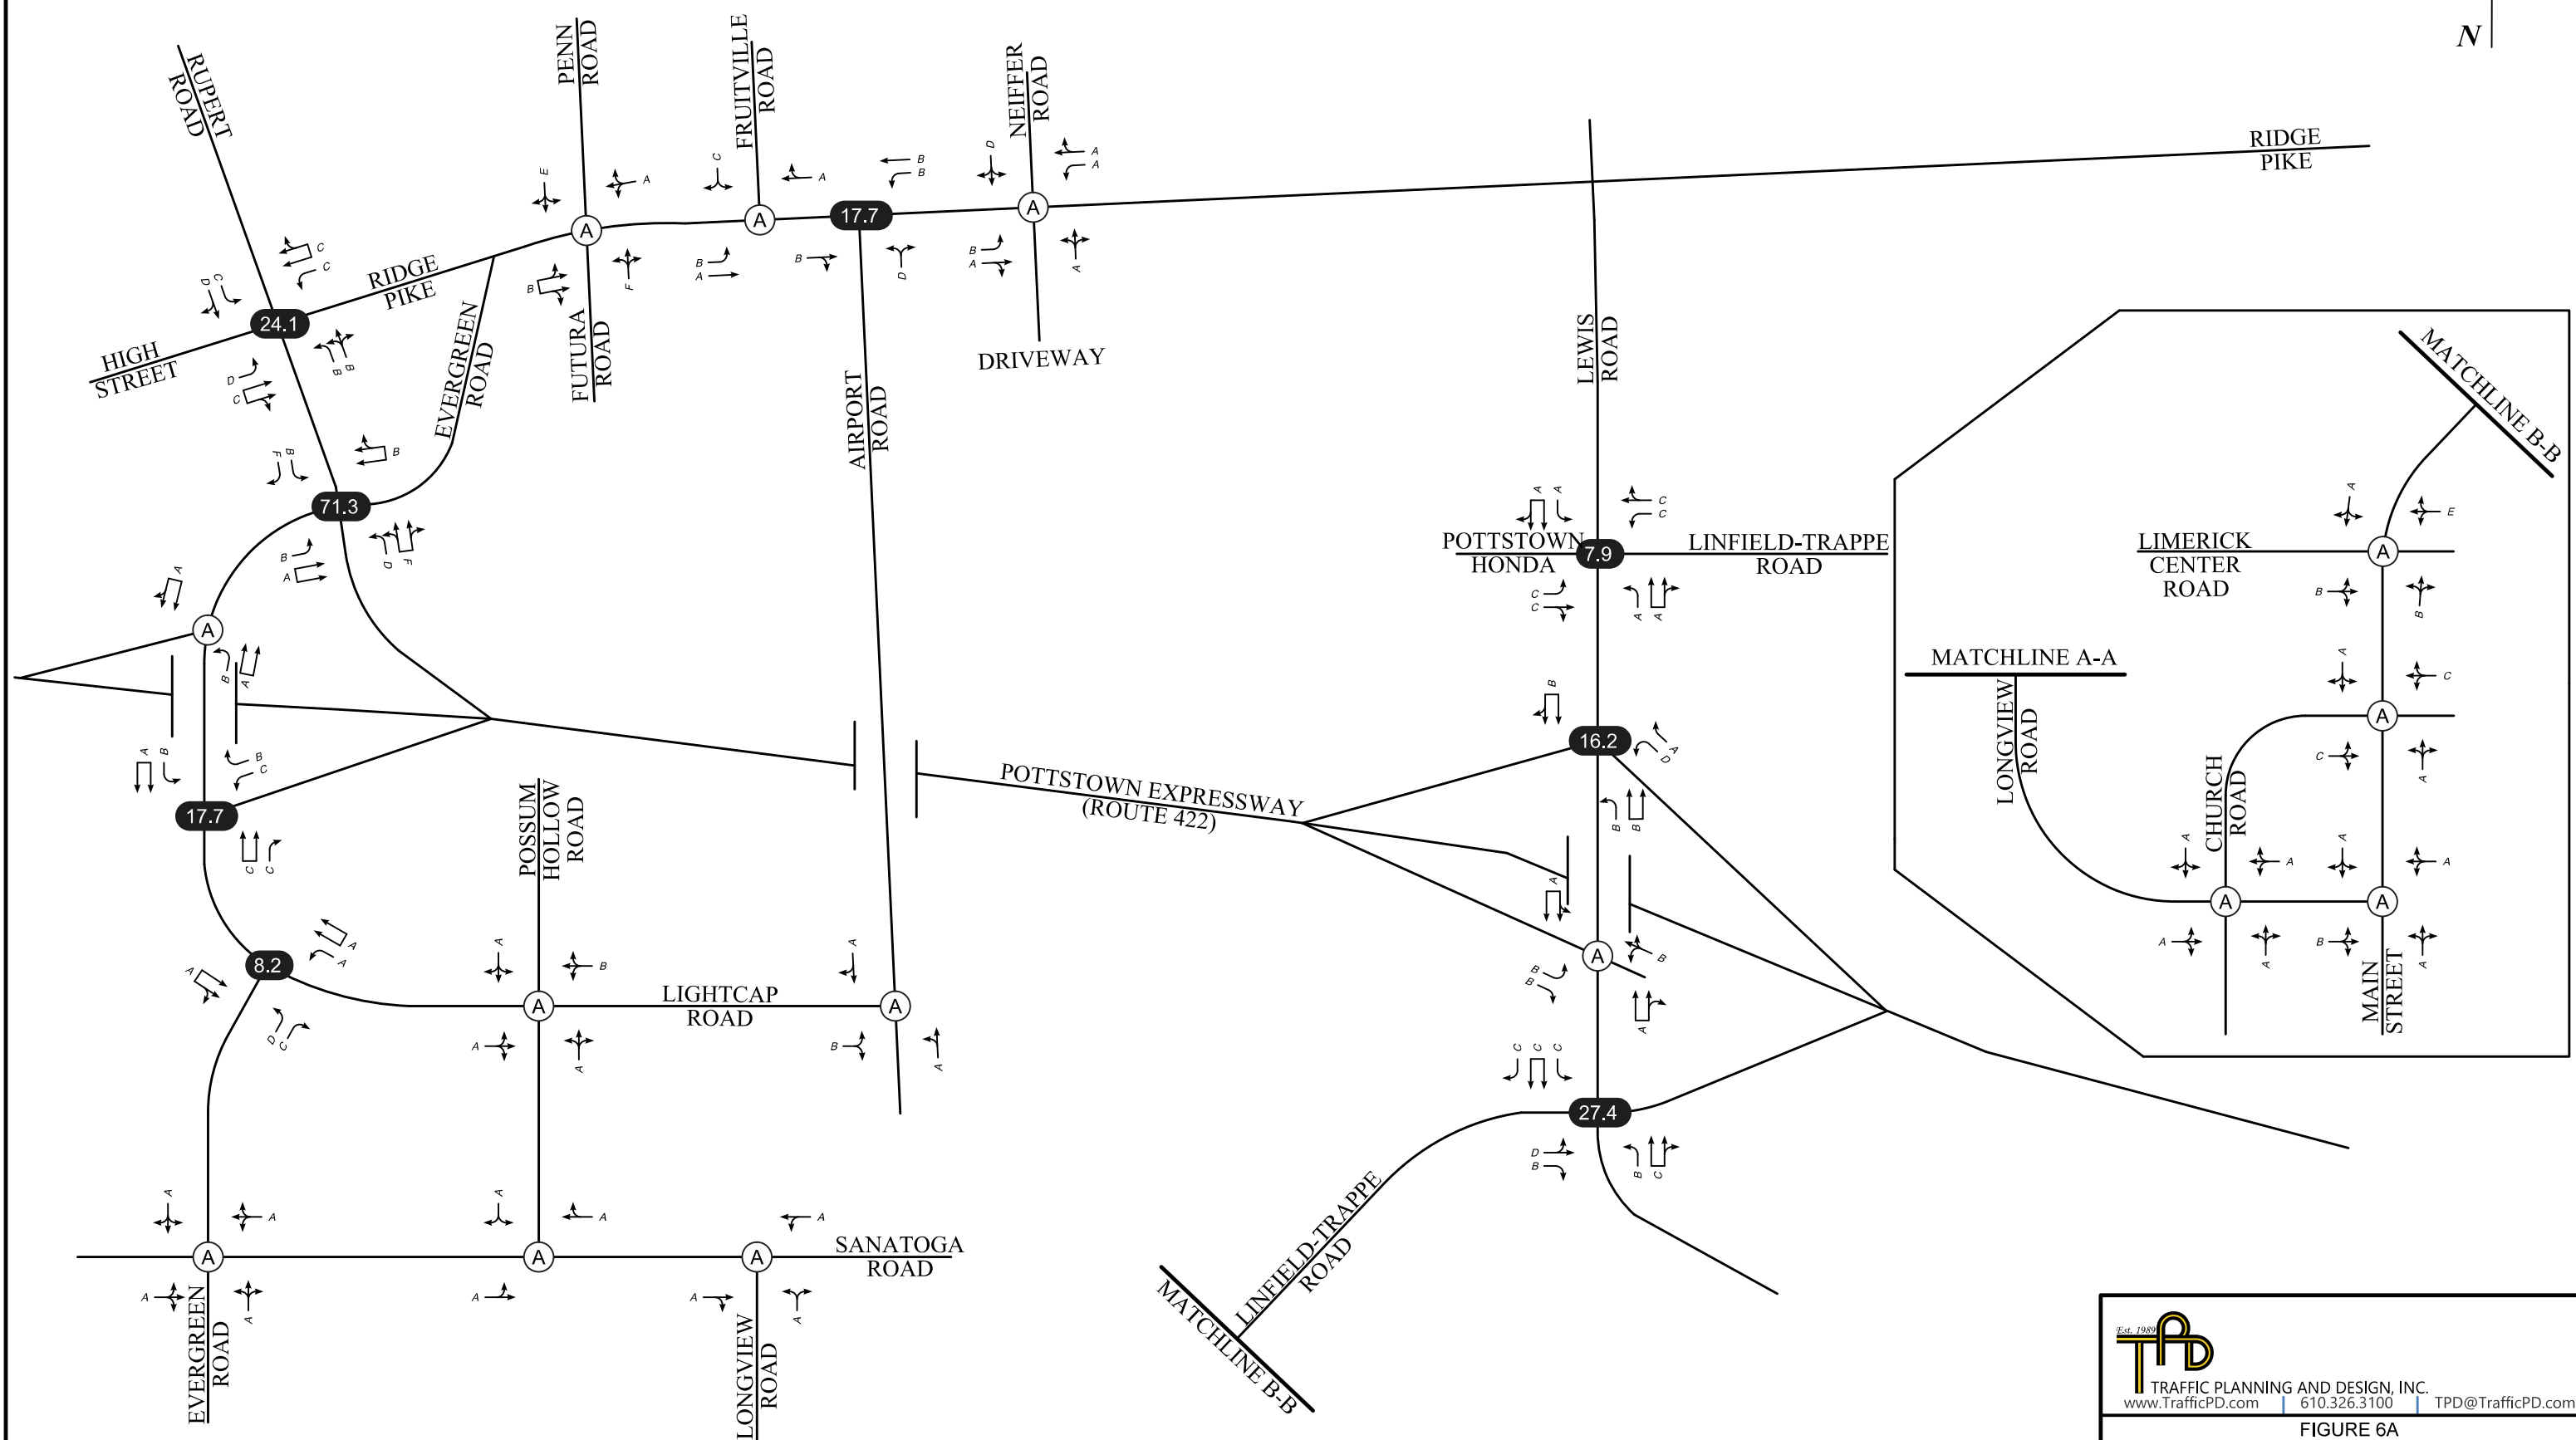 N
RUPERT
ROAD
PENN
ROAD
FRUITVILLE
ROAD
NEIFFER
ROAD
RIDGE
PIKE
E
A
C
A
B
B
D
A
A
A
A
17.7
A
B
A
B
D
B
A
A
B
F
C
C
D
C
24.1
RIDGE
PIKE
HIGH
STREET
D
C
B
B
EVERGREEN
ROAD
FUTURA
ROAD
AIRPORT
ROAD
DRIVEWAY
LEWIS
ROAD
MATCHLINE B-B
F
B
B
71.3
B
A
D
F
A
A
B
A
A
A
C
C
POTTSTOWN
HONDA
7.9
LINFIELD-TRAPPE
ROAD
C
C
A
A
A
E
LIMERICK
CENTER
ROAD
A
B
B
MATCHLINE A-A
LONGVIEW
ROAD
A
C
A
C
A
CHURCH
ROAD
A
A
A
A
A
A
A
A
B
A
MAIN
STREET
A
B
B
C
17.7
C
C
B
16.2
A
D
B
B
POTTSTOWN EXPRESSWAY
(ROUTE 422)
POSSUM
HOLLOW
ROAD
A
A
B
B
B
A
8.2
A
A
A
D
C
A
B
A
A
A
LIGHTCAP
ROAD
A
A
B
A
C
C
C
27.4
D
B
B
C
LINFIELD-TRAPPE
ROAD
MATCHLINE B-B
A
A
A
A
A
A
A
A
A
A
A
A
A
A
SANATOGA
ROAD
EVERGREEN
ROAD
LONGVIEW
ROAD
Est. 1989
TPD
TRAFFIC PLANNING AND DESIGN, INC.
www.TrafficPD.com | 610.326.3100 | TPD@TrafficPD.com
FIGURE 6A